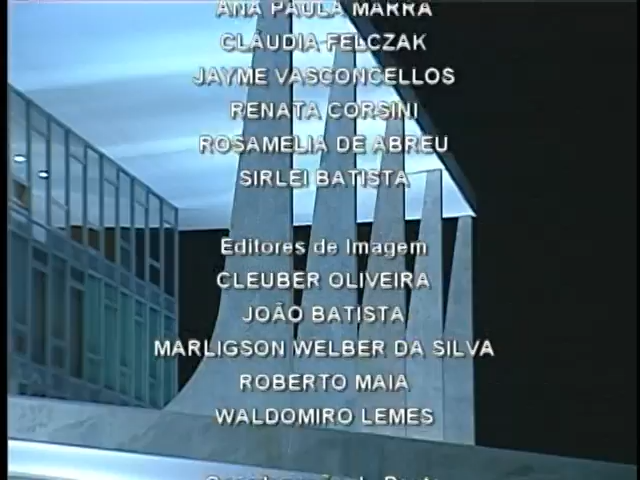 ANA PAULA MARRA
CLÁUDIA FELCZAK
JAYME VASCONCELLOS
RENATA CORSINI
ROSAMELIA DE ABREU
SIRLEI BATISTA
Editores de Imagem
CLEUBER OLIVEIRA
JOÃO BATISTA
MARLIGSON WELBER DA SILVA
ROBERTO MAIA
WALDOMIRO LEMES